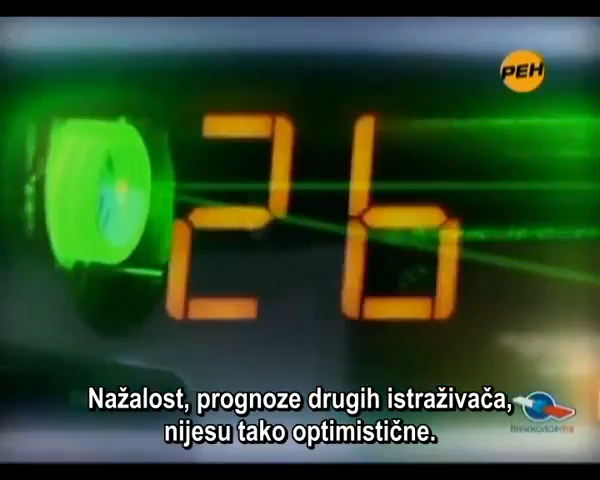 РЕН
26
Nažalost, prognoze drugih istraživača,
nijesu tako optimistične.